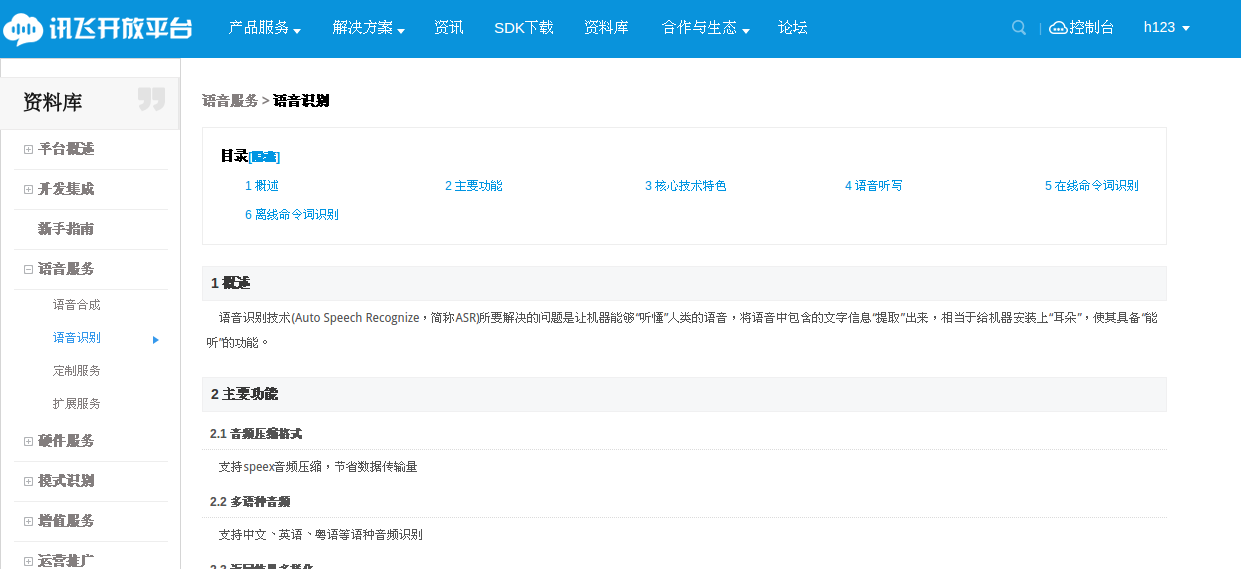 讯飞开放平台 产品服务 解决方案 资讯 SDK下载 资料库 合作与生态 论坛 控制台 h123
资料库
平台概述
开发集成
新手指南
语音服务
语音合成
语音识别
定制服务
扩展服务
硬件服务
模式识别
增值服务
运营推广
语音服务 > 语音识别
目录[隐藏]
1 概述 2 主要功能 3 核心技术特色 4 语音听写 5 在线命令词识别
6 离线命令词识别
1 概述
语音识别技术(Auto Speech Recognize，简称ASR)所要解决的问题是让机器能够“听懂”人类的语音，将语音中包含的文字信息“提取”出来，相当于给机器安装上“耳朵”，使其具备“能
听”的功能。
2 主要功能
2.1 音频压缩格式
支持speex音频压缩，节省数据传输量
2.2 多语种音频
支持中文、英语、粤语等语种音频识别